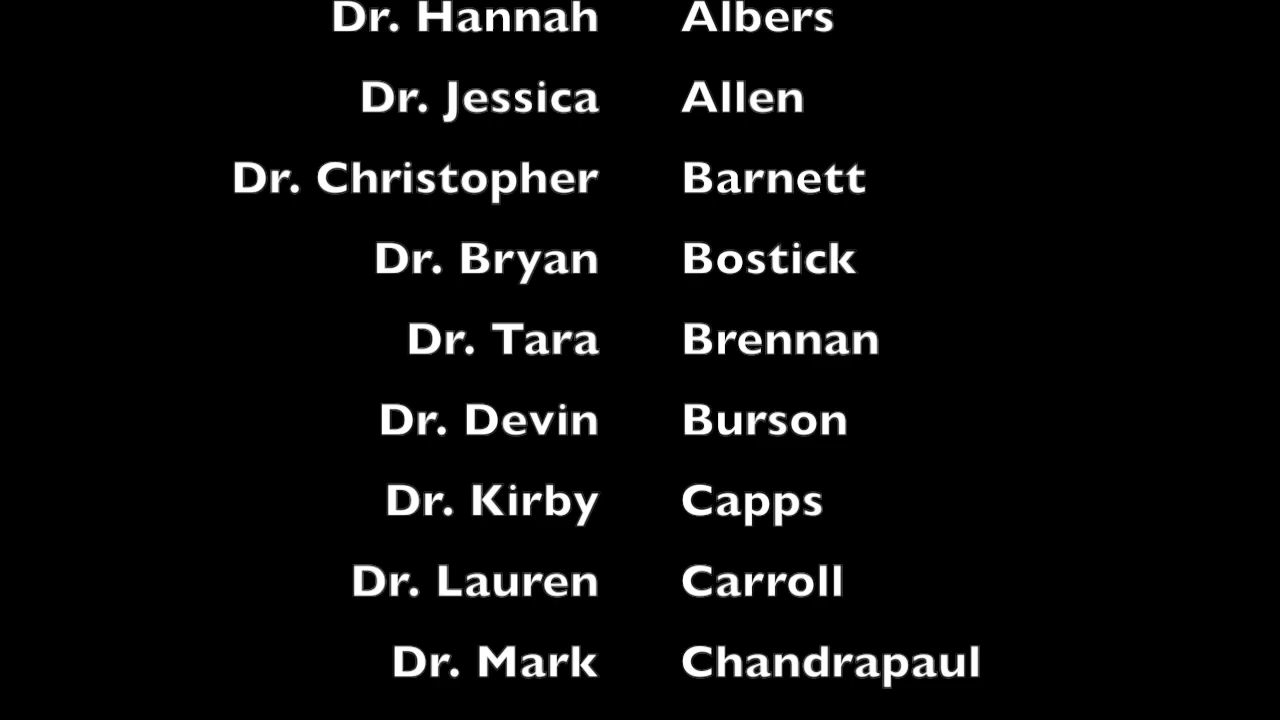 Dr. Hannah Albers
Dr. Jessica Allen
Dr. Christopher Barnett
Dr. Bryan Bostick
Dr. Tara Brennan
Dr. Devin Burson
Dr. Kirby Capps
Dr. Lauren Carroll
Dr. Mark Chandrapaul